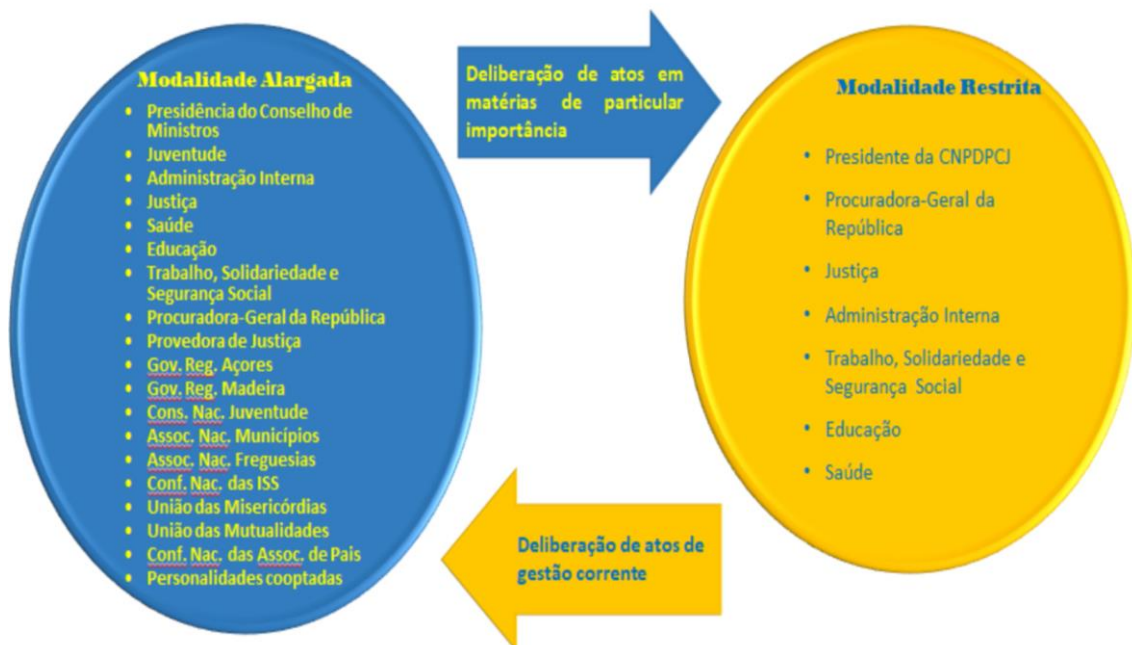 Modalidade Alargada
• Presidência do Conselho de
Ministros
• Juventude
• Administração Interna
• Justiça
• Saúde
• Educação
• Trabalho, Solidariedade e
Segurança Social
• Procuradora-Geral da República
• Provedora de Justiça
• Gov. Reg. Açores
• Gov. Reg. Madeira
• Cons. Nac. Juventude
• Assoc. Nac. Municípios
• Assoc. Nac. Freguesias
• Conf. Nac. das ISS
• União das Misericórdias
• União das Mutualidades
• Conf. Nac. das Assoc. de Pais
• Personalidades cooptadas
Deliberação de atos em
matérias de particular
importância
Modalidade Restrita
• Presidente da CNPDPCJ
• Procuradora-Geral da
República
• Justiça
• Administração Interna
• Trabalho, Solidariedade e
Segurança Social
• Educação
• Saúde
Deliberação de atos de
gestão corrente